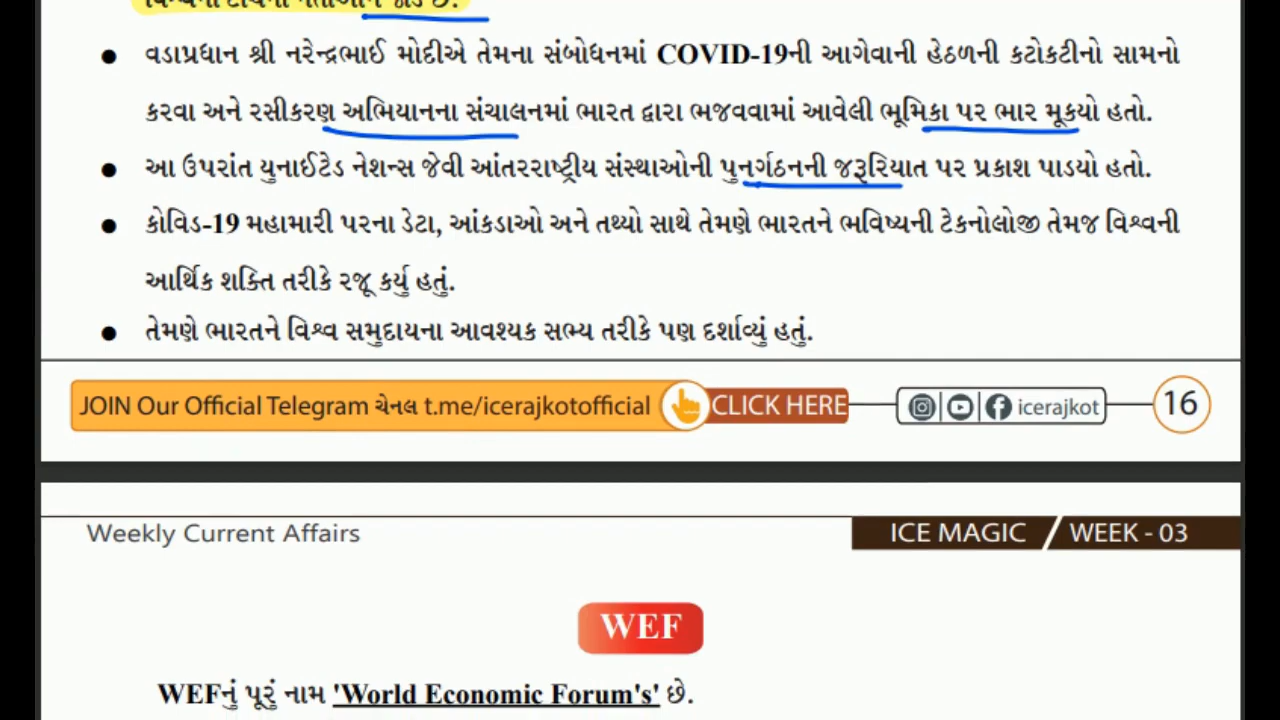 વડાપ્રધાન શ્રી નરેન્દ્રભાઈ મોદીએ તેમના સંબોધનમાં COVID-19ની આગેવાની હેઠળની કટોકટીનો સામનો
કરવા અને રસીકરણ અભિયાનના સંચાલનમાં ભારત દ્વારા ભજવવામાં આવેલી ભૂમિકા પર ભાર મૂકયો હતો.
આ ઉપરાંત યુનાઈટેડ નેશન્સ જેવી આંતરરાષ્ટ્રીય સંસ્થાઓની પુનર્ગઠનની જરૂરિયાત પર પ્રકાશ પાડયો હતો.
કોવિડ-19 મહામારી પરના ડેટા, આંકડાઓ અને તથ્યો સાથે તેમણે ભારતને ભવિષ્યની ટેકનોલોજી તેમજ વિશ્વની
આર્થિક શક્તિ તરીકે રજૂ કર્યુ હતું.
તેમણે ભારતને વિશ્વ સમુદાયના આવશ્યક સભ્ય તરીકે પણ દર્શાવ્યું હતું.
JOIN Our Official Telegram ચેનલ t.me/icerajkotofficial CLICK HERE icerajkot 16
Weekly Current Affairs ICE MAGIC / WEEK - 03
WEF
WEFનું પૂરું નામ 'World Economic Forum's' છે.